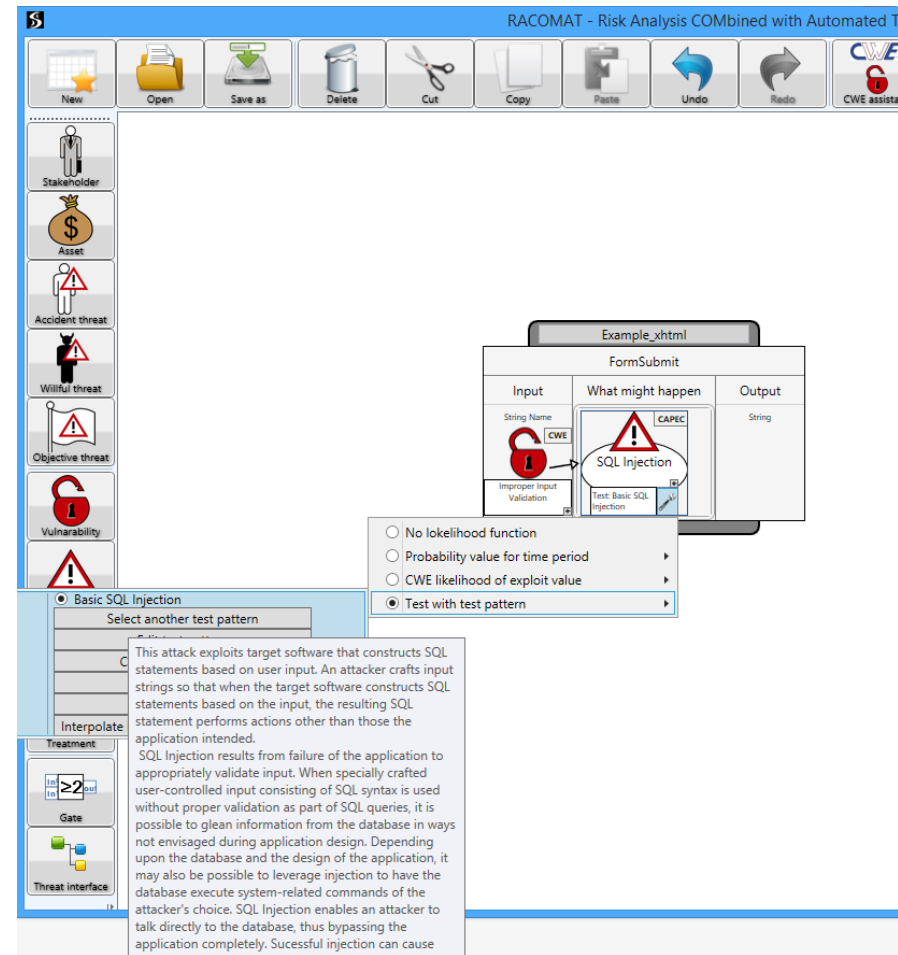 RACOMAT - Risk Analysis COMbined with Automated T
New
Open
Save as
Delete
Cut
Copy
Paste
Undo
Redo
CWE
CWE assista
Stakeholder
Asset
Accident threat
Willful threat
Objective threat
Vulnarability
Example_xhtml
FormSubmit
Input
What might happen
Output
String Name
CWE
Improper Input
Validation
CAPEC
SQL Injection
Test: Basic SQL
Injection
String
No lokelihood function
Probability value for time period
CWE likelihood of exploit value
Test with test pattern
Basic SQL Injection
Select another test pattern
C
Interpolate
This attack exploits target software that constructs SQL
statements based on user input. An attacker crafts input
strings so that when the target software constructs SQL
statements based on the input, the resulting SQL
statement performs actions other than those the
application intended.
SQL Injection results from failure of the application to
appropriately validate input. When specially crafted
user-controlled input consisting of SQL syntax is used
without proper validation as part of SQL queries, it is
possible to glean information from the database in ways
not envisaged during application design. Depending
upon the database and the design of the application, it
may also be possible to leverage injection to have the
database execute system-related commands of the
attacker's choice. SQL Injection enables an attacker to
talk directly to the database, thus bypassing the
application completely. Sucessful injection can cause
Treatment
In
In
≥2
out
Gate
Threat interface